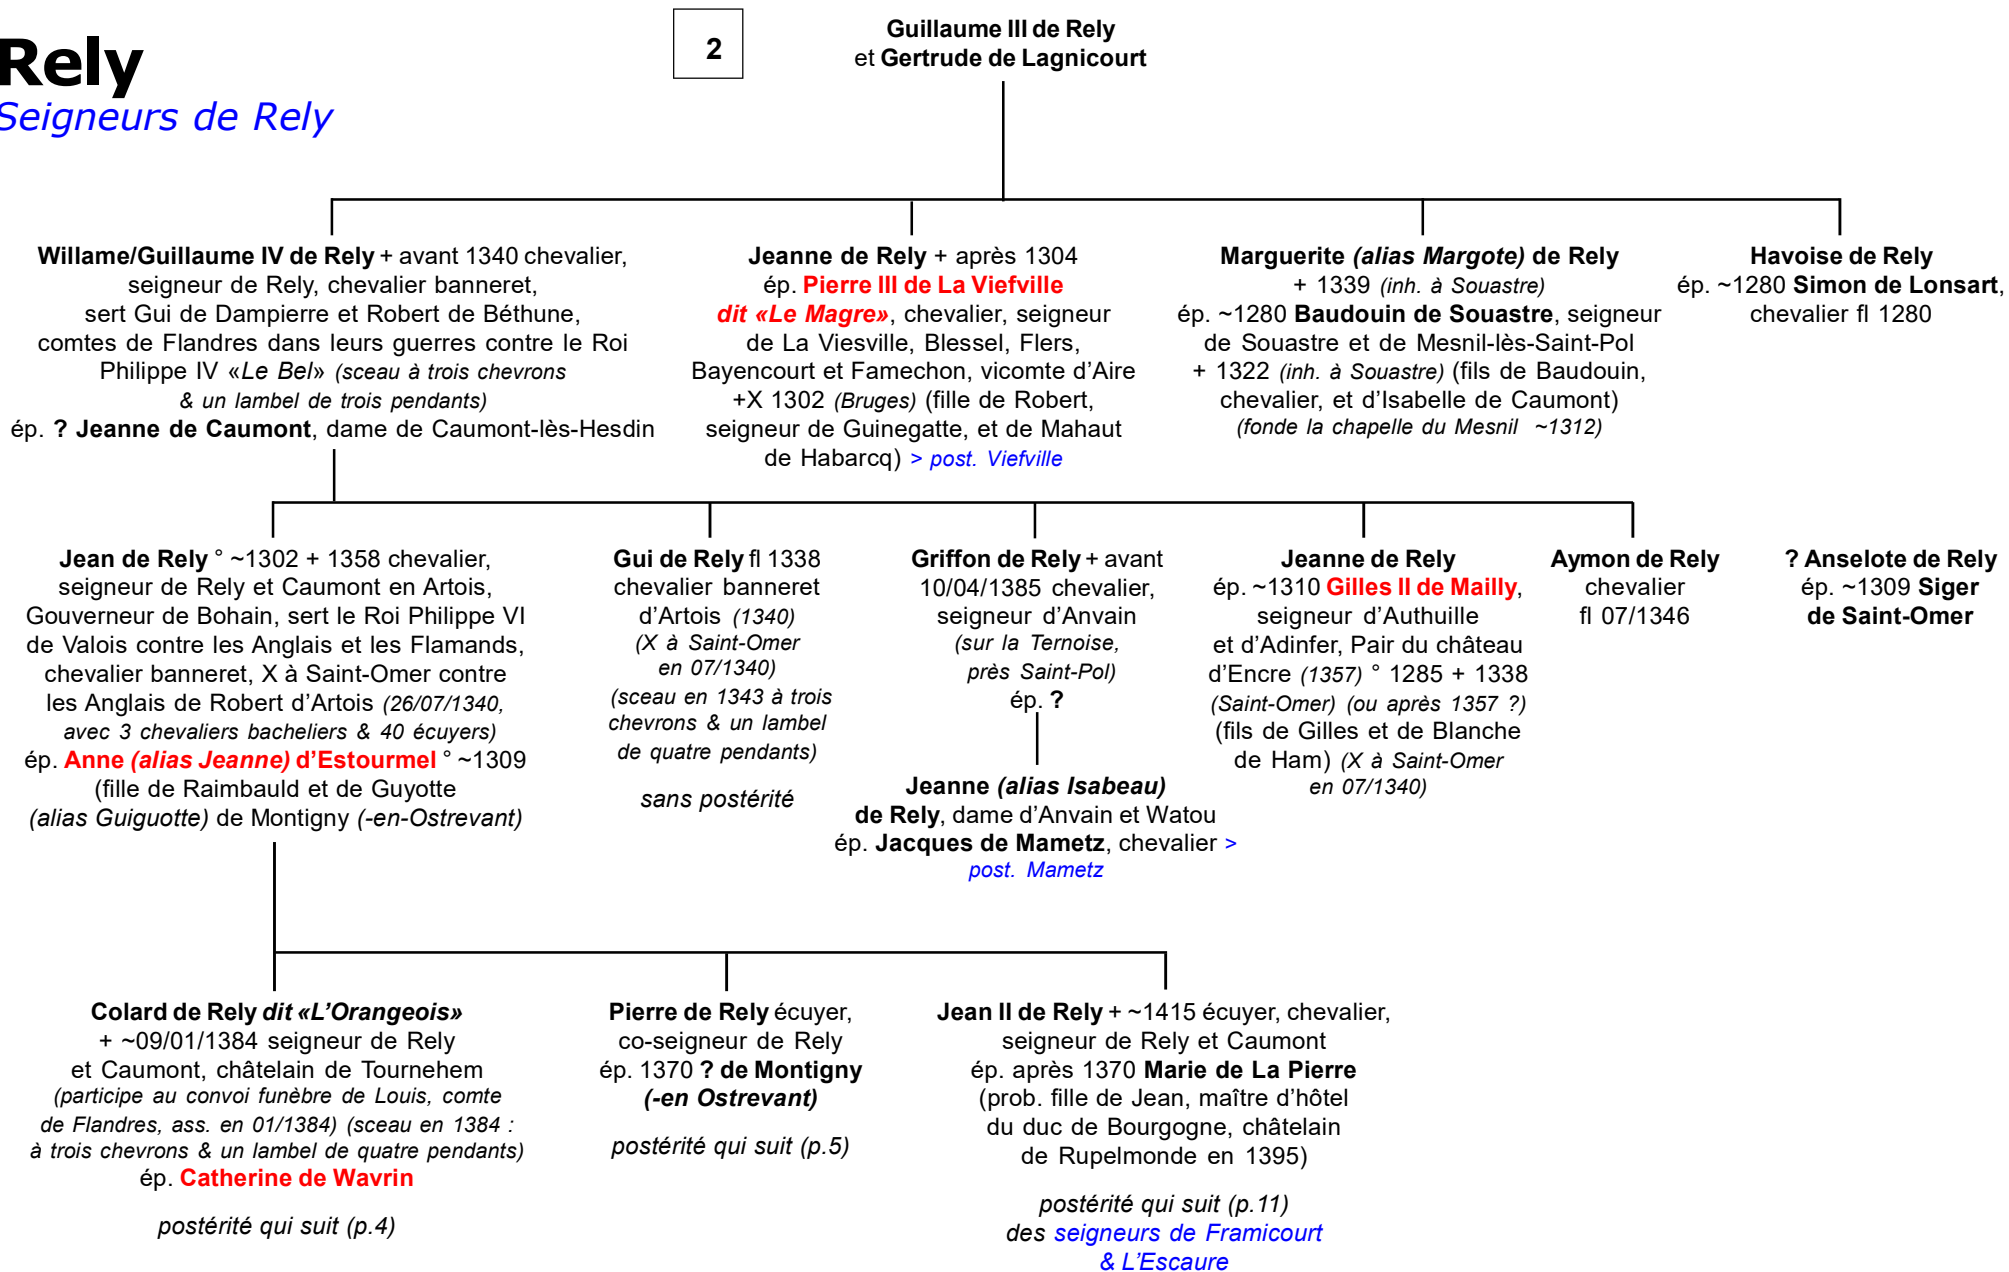 Rely
Seigneurs de Rely
2
Guillaume III de Rely
et Gertrude de Lagnicourt
Willame/Guillaume IV de Rely + avant 1340 chevalier,
seigneur de Rely, chevalier banneret,
sert Gui de Dampierre et Robert de Béthune,
comtes de Flandres dans leurs guerres contre le Roi
Philippe IV «Le Bel» (sceau à trois chevrons
& un lambel de trois pendants)
ép. ? Jeanne de Caumont, dame de Caumont-lès-Hesdin
Jeanne de Rely + après 1304
ép. Pierre III de La Viefville
dit «Le Magre», chevalier, seigneur
de La Viesville, Blessel, Flers,
Bayencourt et Famechon, vicomte d'Aire
+X 1302 (Bruges) (fille de Robert,
seigneur de Guinegatte, et de Mahaut
de Habarcq) > post. Viefville
Marguerite (alias Margote) de Rely
+ 1339 (inh. à Souastre)
ép. ~1280 Baudouin de Souastre, seigneur
de Souastre et de Mesnil-lès-Saint-Pol
+ 1322 (inh. à Souastre) (fils de Baudouin,
chevalier, et d'Isabelle de Caumont)
(fonde la chapelle du Mesnil ~1312)
Havoise de Rely
ép. ~1280 Simon de Lonsart,
chevalier fl 1280
Jean de Rely ° ~1302 + 1358 chevalier,
seigneur de Rely et Caumont en Artois,
Gouverneur de Bohain, sert le Roi Philippe VI
de Valois contre les Anglais et les Flamands,
chevalier banneret, X à Saint-Omer contre
les Anglais de Robert d'Artois (26/07/1340,
avec 3 chevaliers bacheliers & 40 écuyers)
ép. Anne (alias Jeanne) d'Estourmel ° ~1309
(fille de Raimbauld et de Guyotte
(alias Guiguotte) de Montigny (-en-Ostrevant)
Gui de Rely fl 1338
chevalier banneret
d'Artois (1340)
(X à Saint-Omer
en 07/1340)
(sceau en 1343 à trois
chevrons & un lambel
de quatre pendants)
sans postérité
Griffon de Rely + avant
10/04/1385 chevalier,
seigneur d'Anvain
(sur la Ternoise,
près Saint-Pol)
ép. ?
Jeanne (alias Isabeau)
de Rely, dame d'Anvain et Watou
ép. Jacques de Mametz, chevalier >
post. Mametz
Jeanne de Rely
ép. ~1310 Gilles II de Mailly,
seigneur d'Authuille
et d'Adinfer, Pair du château
d'Encre (1357) ° 1285 + 1338
(Saint-Omer) (ou après 1357 ?)
(fils de Gilles et de Blanche
de Ham) (X à Saint-Omer
en 07/1340)
Aymon de Rely
chevalier
fl 07/1346
? Anselote de Rely
ép. ~1309 Siger
de Saint-Omer
Colard de Rely dit «L'Orangeois»
+ ~09/01/1384 seigneur de Rely
et Caumont, châtelain de Tournehem
(participe au convoi funèbre de Louis, comte
de Flandres, ass. en 01/1384) (sceau en 1384 :
à trois chevrons & un lambel de quatre pendants)
ép. Catherine de Wavrin
postérité qui suit (p.4)
Pierre de Rely écuyer,
co-seigneur de Rely
ép. 1370 ? de Montigny
(-en Ostrevant)
postérité qui suit (p.5)
Jean II de Rely + ~1415 écuyer, chevalier,
seigneur de Rely et Caumont
ép. après 1370 Marie de La Pierre
(prob. fille de Jean, maître d'hôtel
du duc de Bourgogne, châtelain
de Rupelmonde en 1395)
postérité qui suit (p.11)
des seigneurs de Framicourt
& L'Escaure